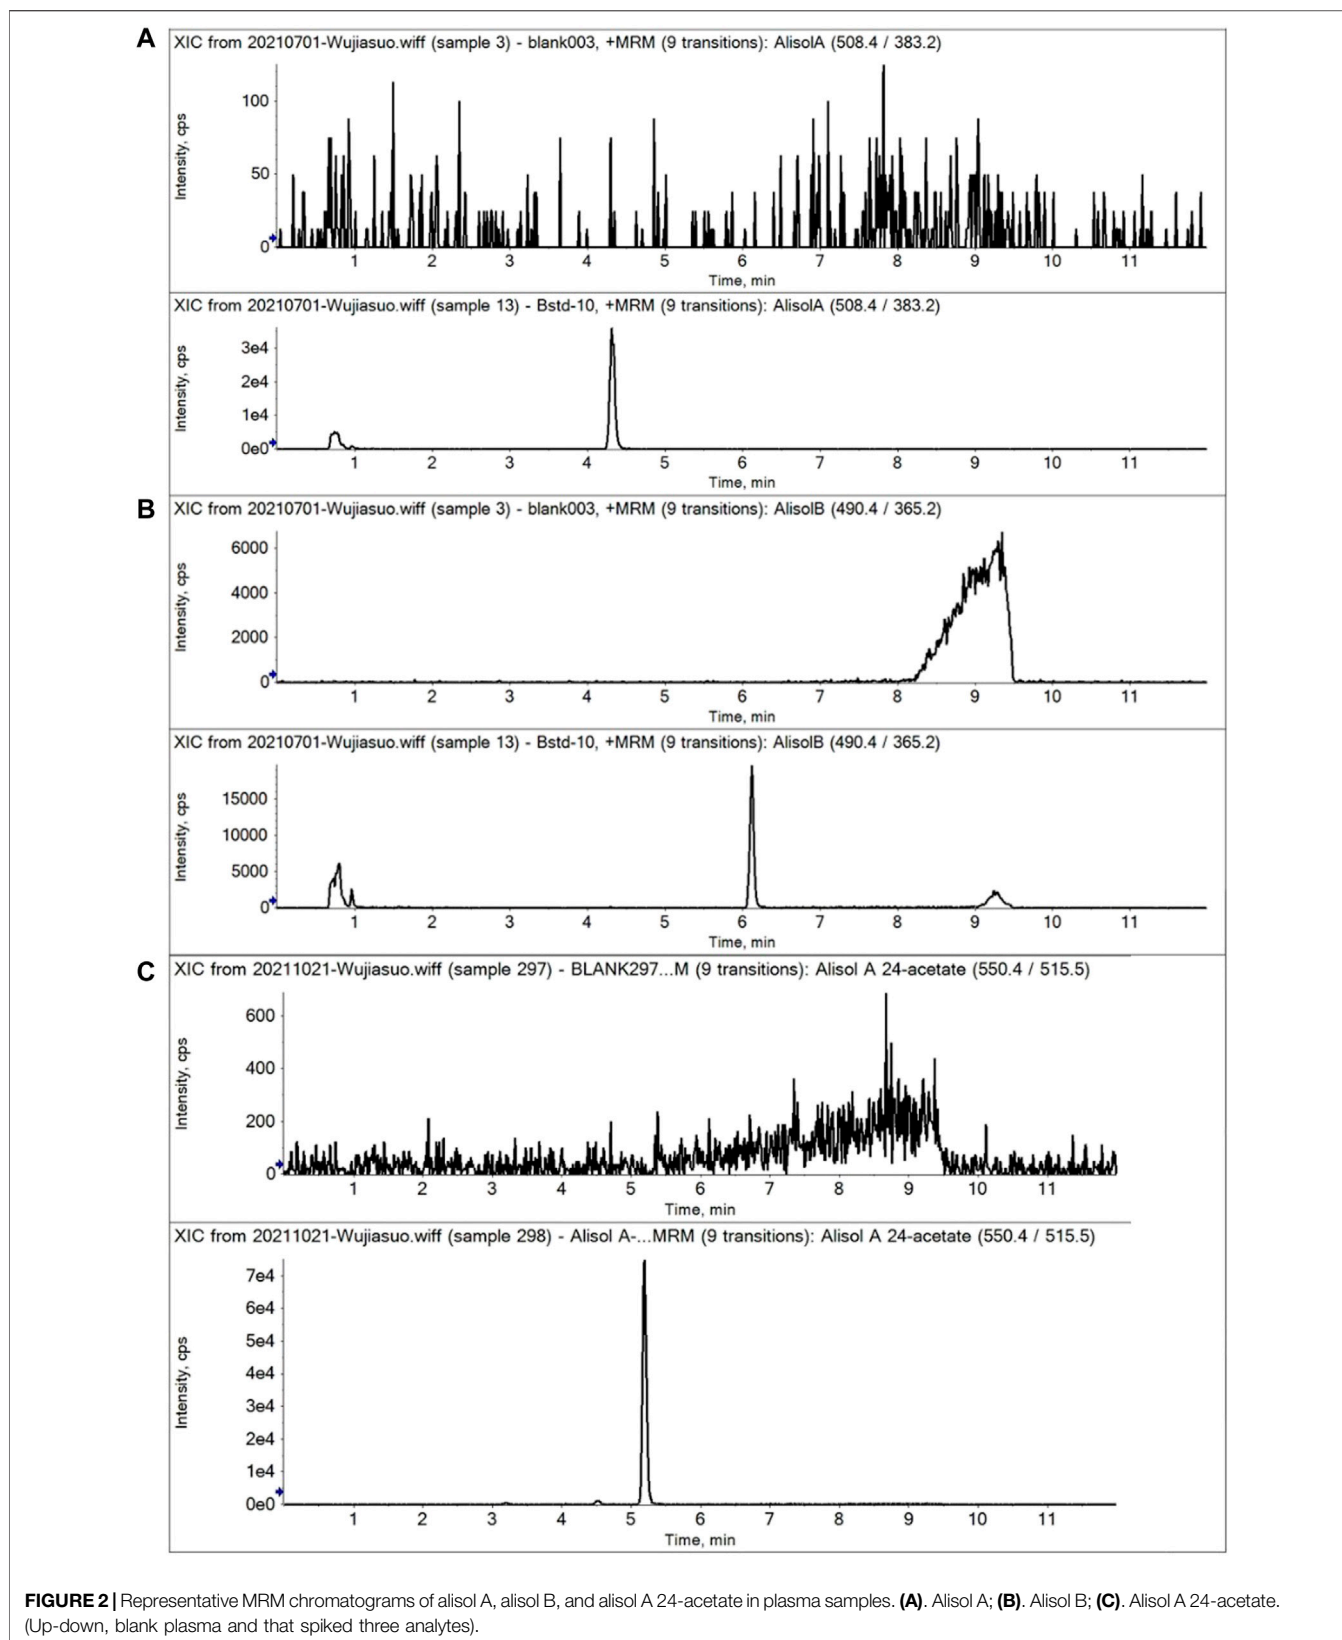 A
XIC from 20210701-Wujiasuo.wiff (sample 3) - blank003, +MRM (9 transitions): AlisolA (508.4 / 383.2)
Intensity, cps
100
50
0
1 2 3 4 5 6 7 8 9 10 11
Time, min
XIC from 20210701-Wujiasuo.wiff (sample 13) - Bstd-10, +MRM (9 transitions): AlisolA (508.4 / 383.2)
Intensity, cps
3e4
2e4
1e4
0e0
1 2 3 4 5 6 7 8 9 10 11
Time, min
B
XIC from 20210701-Wujiasuo.wiff (sample 3) - blank003, +MRM (9 transitions): AlisolB (490.4 / 365.2)
Intensity, cps
6000
4000
2000
0
1 2 3 4 5 6 7 8 9 10 11
Time, min
XIC from 20210701-Wujiasuo.wiff (sample 13) - Bstd-10, +MRM (9 transitions): AlisolB (490.4 / 365.2)
Intensity, cps
15000
10000
5000
0
1 2 3 4 5 6 7 8 9 10 11
Time, min
C
XIC from 20211021-Wujiasuo.wiff (sample 297) - BLANK297...M (9 transitions): Alisol A 24-acetate (550.4 / 515.5)
Intensity, cps
600
400
200
0
1 2 3 4 5 6 7 8 9 10 11
Time, min
XIC from 20211021-Wujiasuo.wiff (sample 298) - Alisol A-...MRM (9 transitions): Alisol A 24-acetate (550.4 / 515.5)
Intensity, cps
7e4
6e4
5e4
4e4
3e4
2e4
1e4
0e0
1 2 3 4 5 6 7 8 9 10 11
Time, min
FIGURE 2 | Representative MRM chromatograms of alisol A, alisol B, and alisol A 24-acetate in plasma samples. (A). Alisol A; (B). Alisol B; (C). Alisol A 24-acetate.
(Up-down, blank plasma and that spiked three analytes).